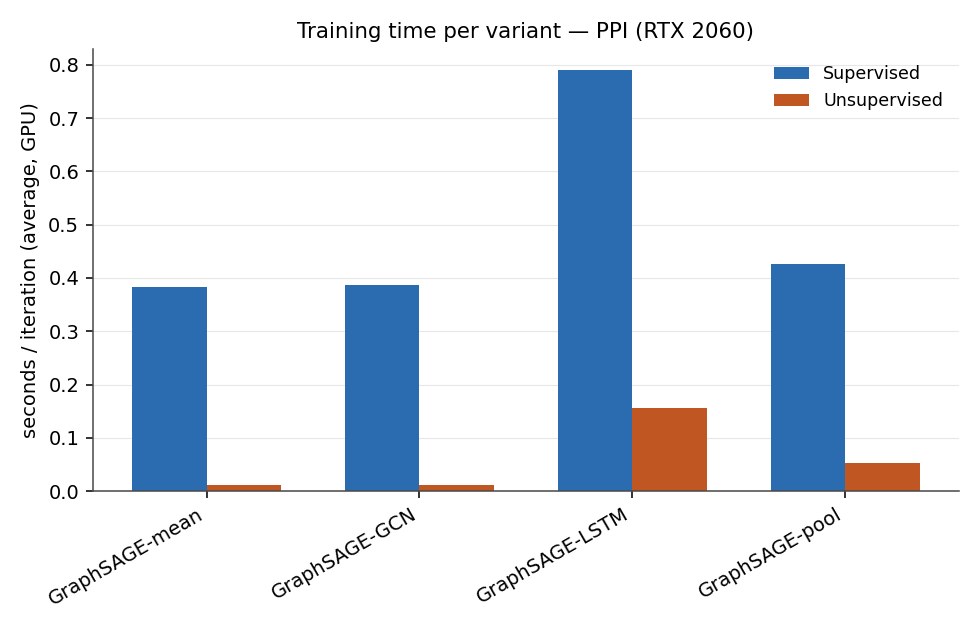 Training time per variant — PPI (RTX 2060)
Supervised
Unsupervised
seconds / iteration (average, GPU)
0.8
0.7
0.6
0.5
0.4
0.3
0.2
0.1
0.0
GraphSAGE-mean
GraphSAGE-GCN
GraphSAGE-LSTM
GraphSAGE-pool